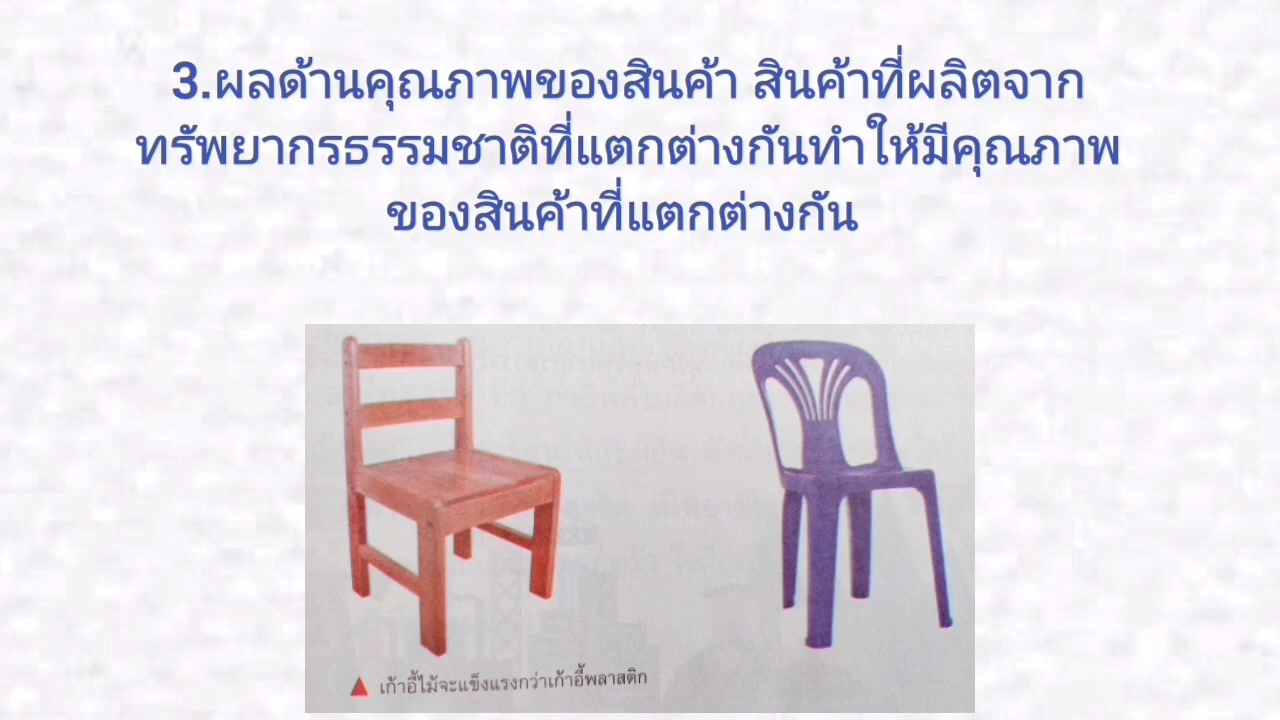 3.ผลด้านคุณภาพของสินค้า สินค้าที่ผลิตจาก
ทรัพยากรธรรมชาติที่แตกต่างกันทำให้มีคุณภาพ
ของสินค้าที่แตกต่างกัน
เก้าอี้ไม้จะแข็งแรงกว่าเก้าอี้พลาสติก